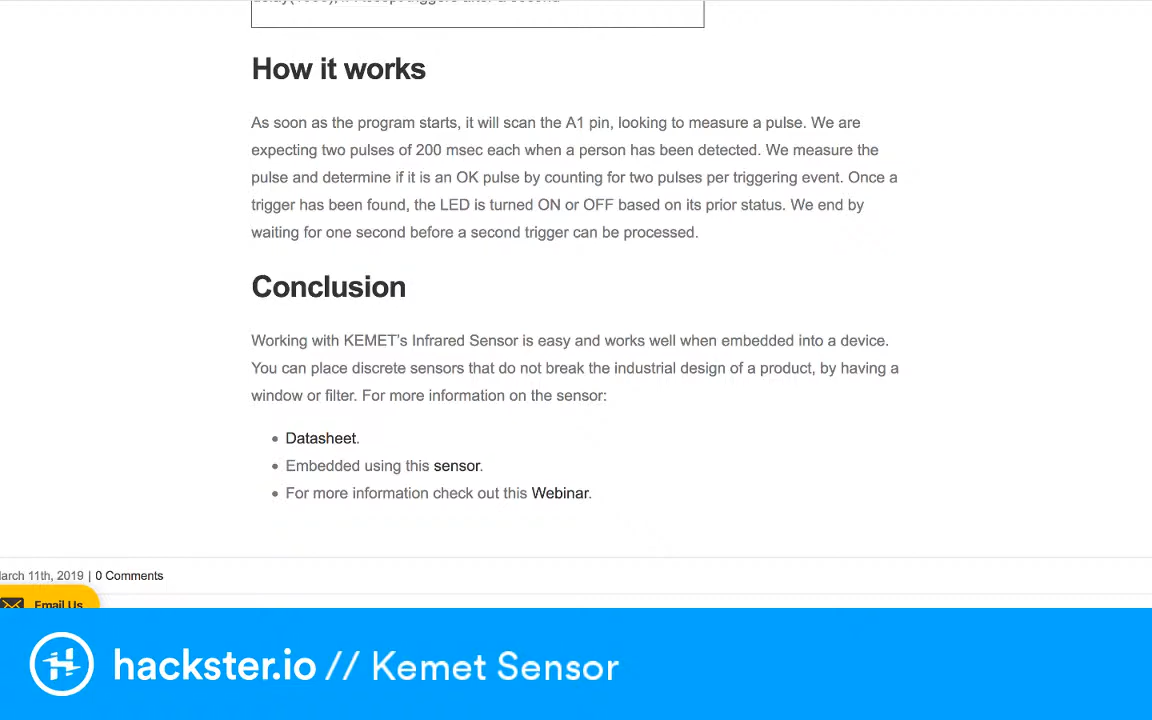 How it works
As soon as the program starts, it will scan the A1 pin, looking to measure a pulse. We are
expecting two pulses of 200 msec each when a person has been detected. We measure the
pulse and determine if it is an OK pulse by counting for two pulses per triggering event. Once a
trigger has been found, the LED is turned ON or OFF based on its prior status. We end by
waiting for one second before a second trigger can be processed.
Conclusion
Working with KEMET's Infrared Sensor is easy and works well when embedded into a device.
You can place discrete sensors that do not break the industrial design of a product, by having a
window or filter. For more information on the sensor:
Datasheet.
Embedded using this sensor.
For more information check out this Webinar.
arch 11th, 2019 | 0 Comments
Email Us
hackster.io // Kemet Sensor